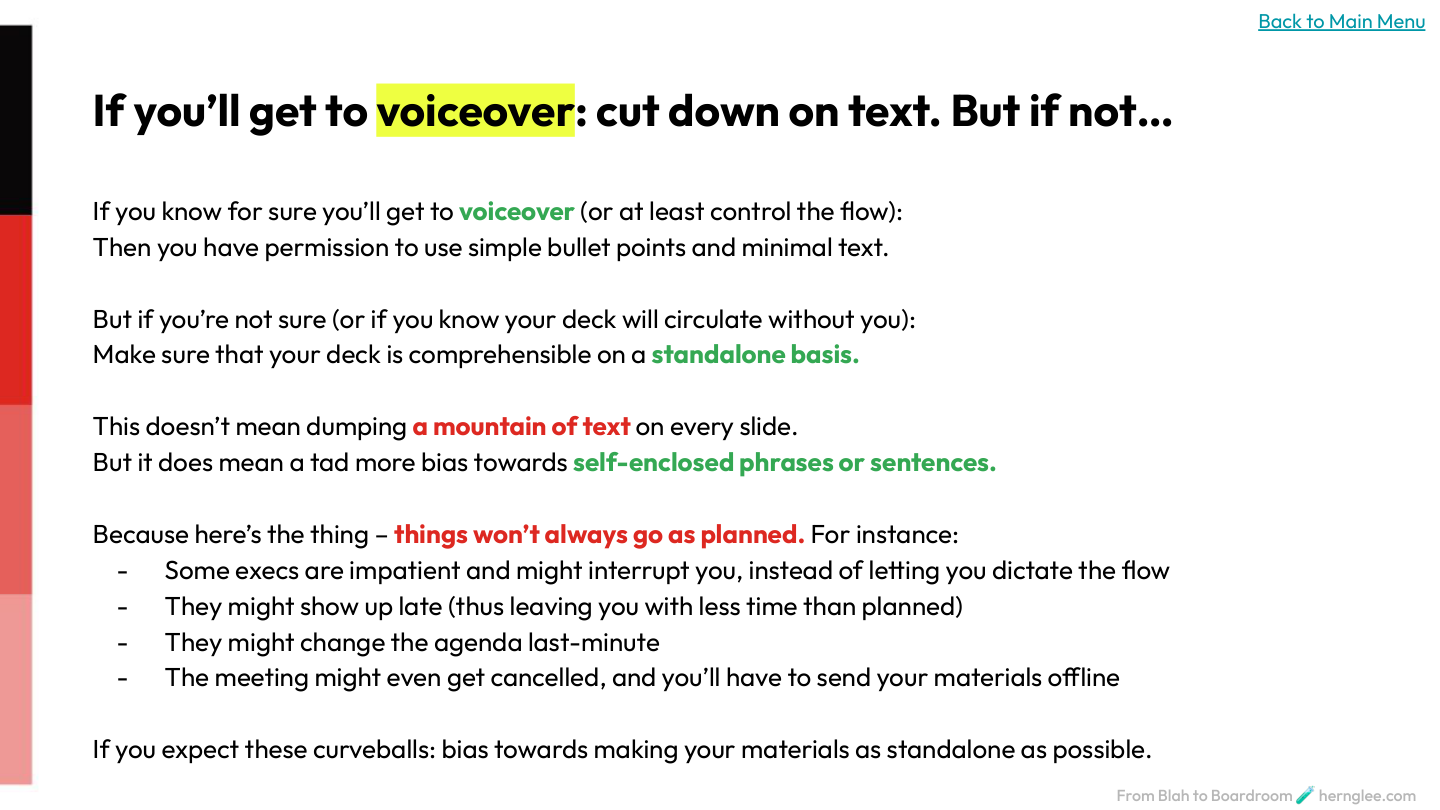 Back to Main Menu
If you’ll get to voiceover: cut down on text. But if not…
If you know for sure you’ll get to voiceover (or at least control the flow):
Then you have permission to use simple bullet points and minimal text.
But if you’re not sure (or if you know your deck will circulate without you):
Make sure that your deck is comprehensible on a standalone basis.
This doesn’t mean dumping a mountain of text on every slide.
But it does mean a tad more bias towards self-enclosed phrases or sentences.
Because here’s the thing – things won’t always go as planned. For instance:
- Some execs are impatient and might interrupt you, instead of letting you dictate the flow
- They might show up late (thus leaving you with less time than planned)
- They might change the agenda last-minute
- The meeting might even get cancelled, and you’ll have to send your materials offline
If you expect these curveballs: bias towards making your materials as standalone as possible.
From Blah to Boardroom 🧪 hernglee.com